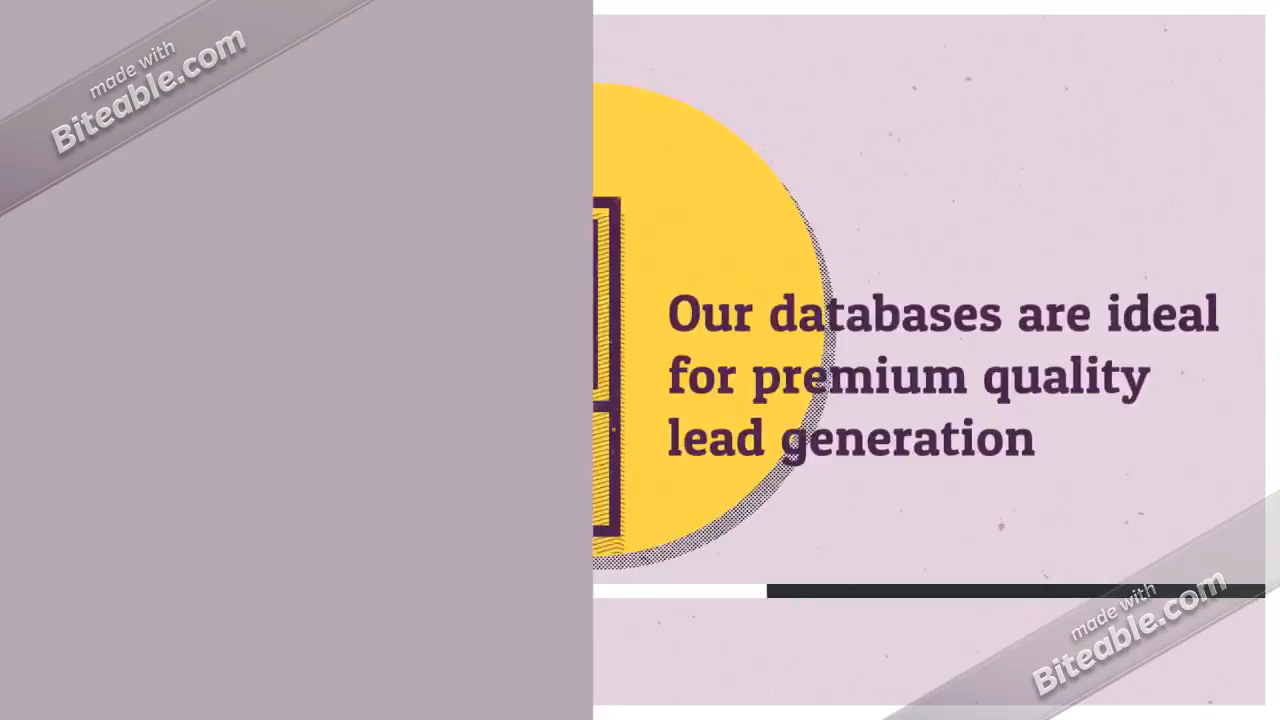 made with
Biteable.com
Our databases are ideal
for premium quality
lead generation
made with
Biteable.com